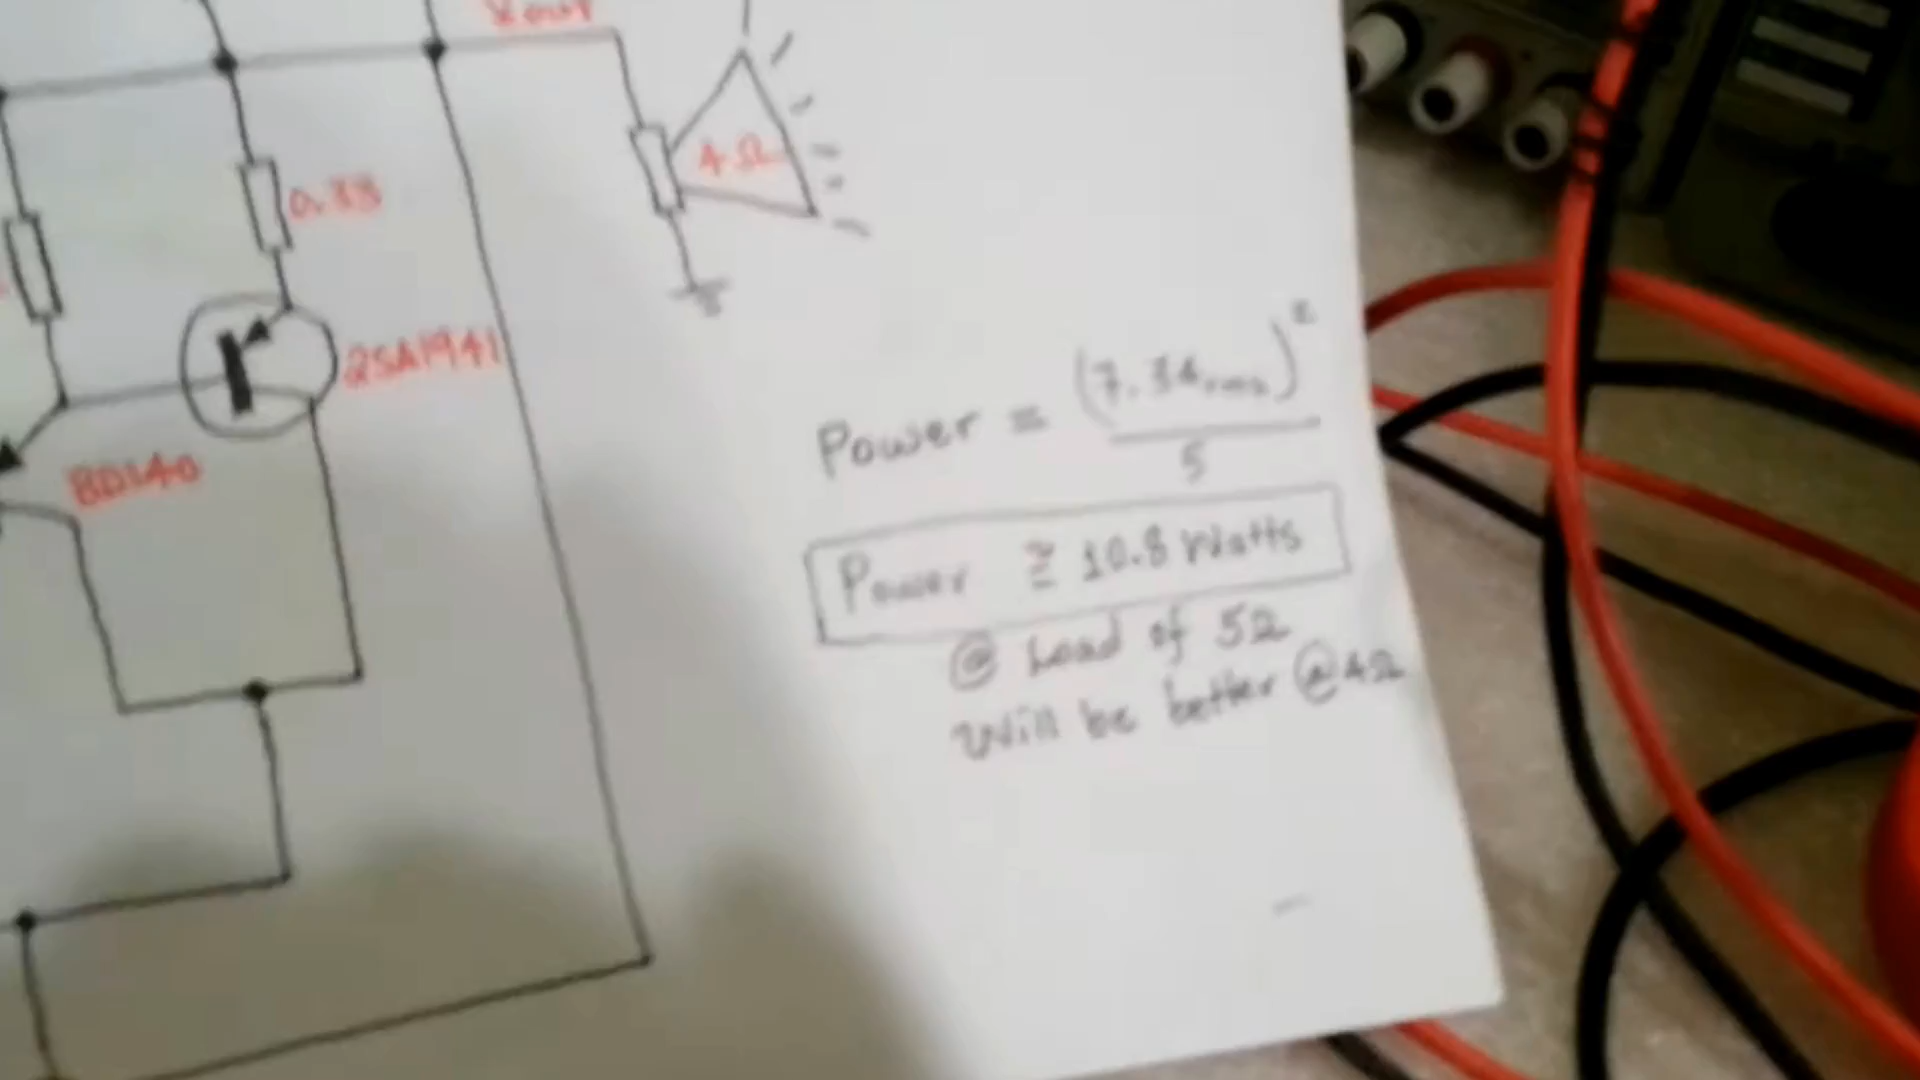 Vout
4Ω
0.33
2SA1941
BD140
Power = (7.34rms)²
5
Power ≅ 10.8 Watts
@ Load of 5Ω
Will be better @4Ω